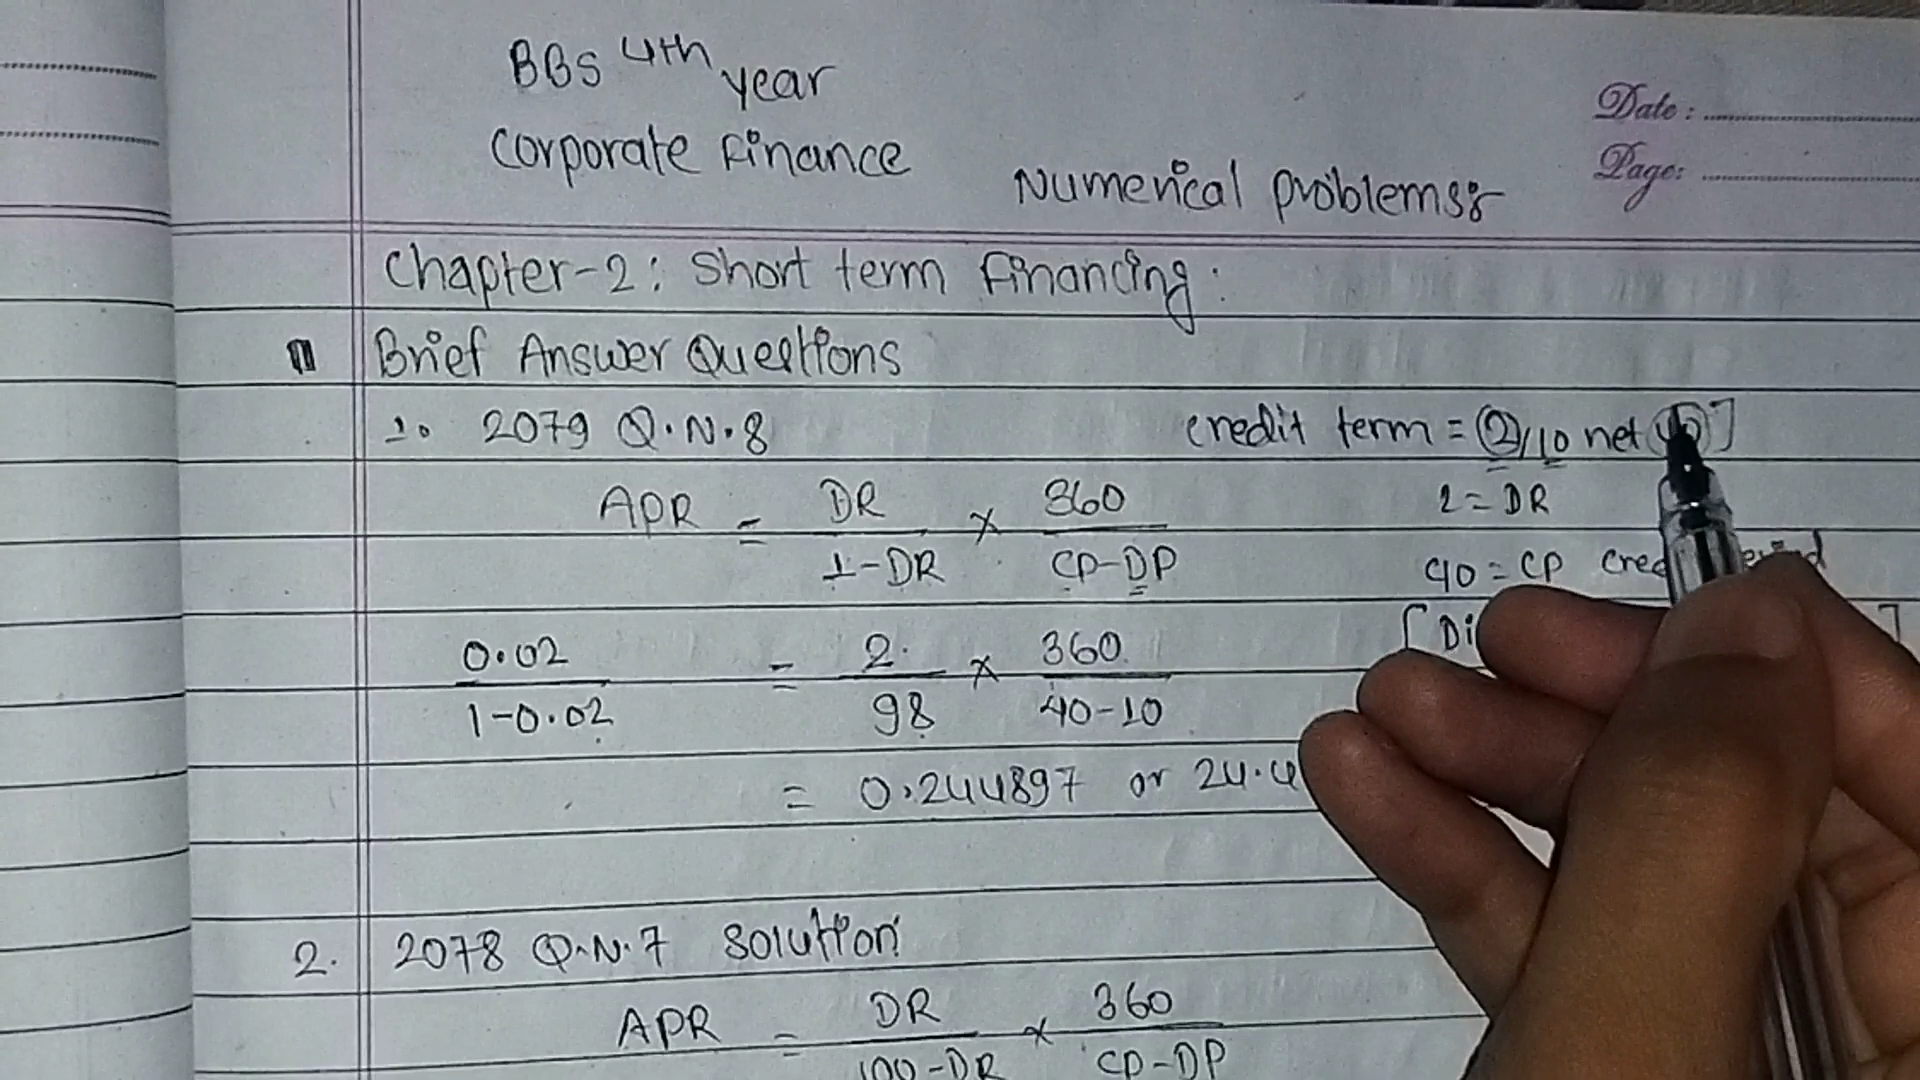 BBS 4th year
Corporate Finance
Numerical problems:
Date:
Page:
Chapter-2: Short term Financing.
Brief Answer Questions
1. 2079 Q.N.8
credit term = 2/10 net 40]
APR = DR / 1-DR × 360 / CP-DP
2 = DR
40 = CP
0.02 / 1-0.02 = 2 / 98 × 360 / 40-10
= 0.244897 or 24.4
2. 2078 Q.N.7 Solution
APR = DR / 100-DR × 360 / CP-DP